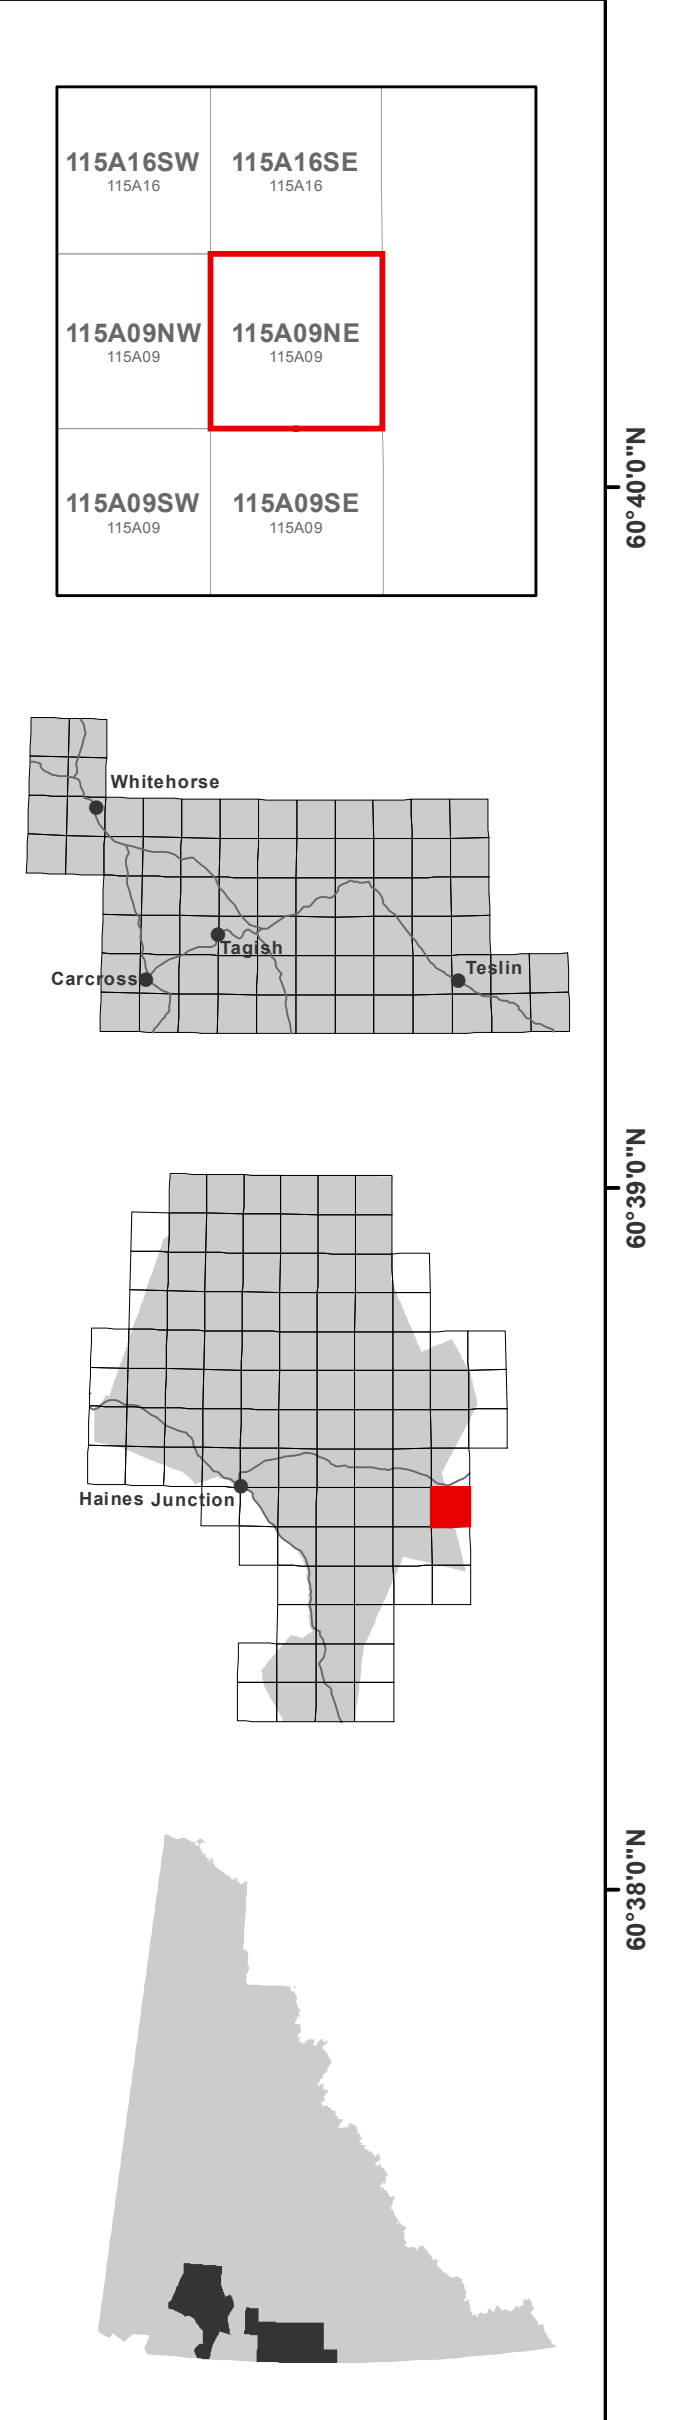 115A16SW
115A16
115A16SE
115A16
115A09NW
115A09
115A09NE
115A09
115A09SW
115A09
115A09SE
115A09
60°40'0"N
Whitehorse
Tagish
Carcross
Teslin
60°39'0"N
Haines Junction
60°38'0"N